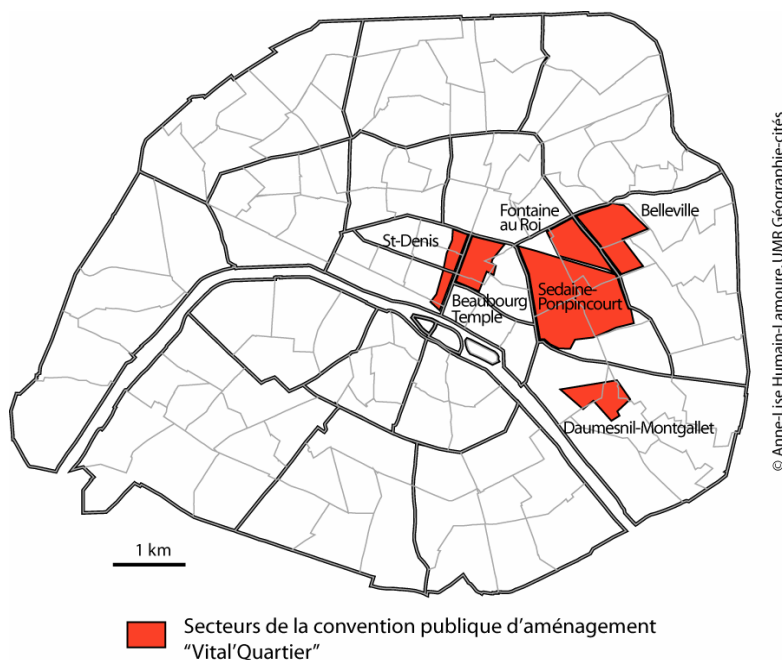 Fontaine
au Roi
Belleville
St-Denis
Beaubourg
Temple
Sedaine-
Ponpincourt
Daumesnil-Montgallet
1 km
Secteurs de la convention publique d’aménagement
“Vital’Quartier”
© Anne-Lise Humain-Lamoure, UMR Géographie-cités